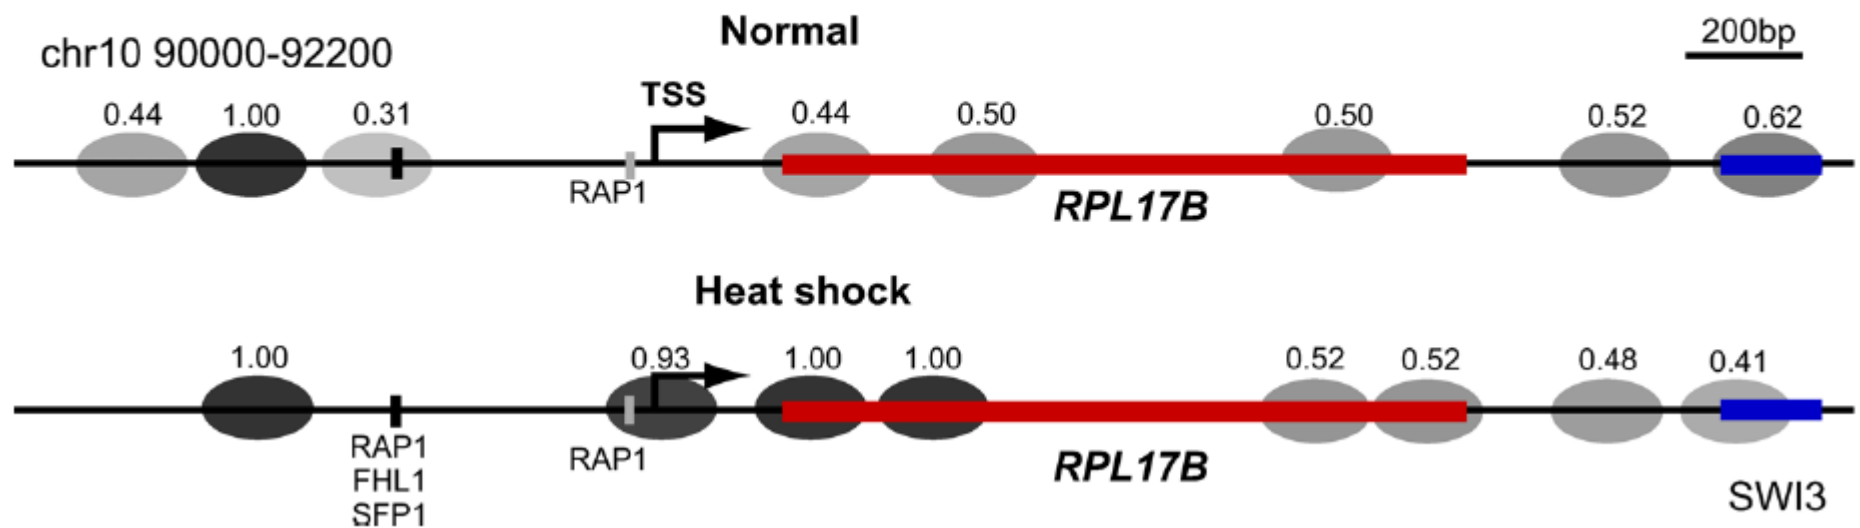 Normal
chr10 90000-92200
200bp
0.44 1.00 0.31 TSS 0.44 0.50 0.50 0.52 0.62
RAP1
RPL17B
Heat shock
1.00 0.93 1.00 1.00 0.52 0.52 0.48 0.41
RAP1
FHL1
SFP1
RAP1
RPL17B
SWI3